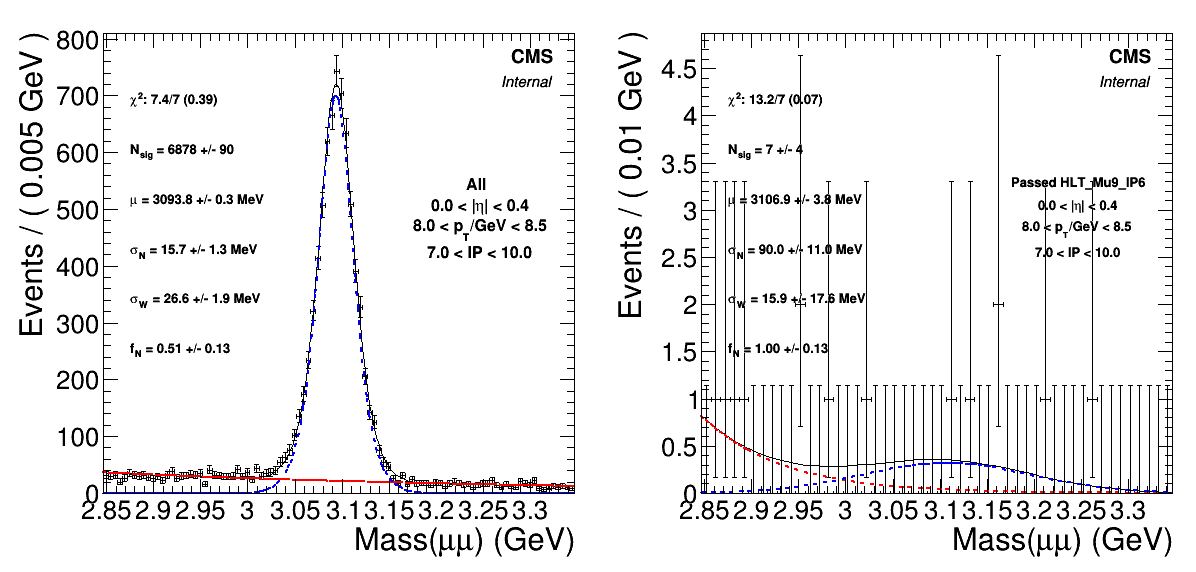 CMS
Internal
χ²: 7.4/7 (0.39)
N_sig = 6878 +/- 90
μ = 3093.8 +/- 0.3 MeV
σ_N = 15.7 +/- 1.3 MeV
σ_W = 26.6 +/- 1.9 MeV
f_N = 0.51 +/- 0.13
All
0.0 < |η| < 0.4
8.0 < p_T/GeV < 8.5
7.0 < IP < 10.0
Events / ( 0.005 GeV )
800
700
600
500
400
300
200
100
0
2.85 2.9 2.95 3 3.05 3.1 3.15 3.2 3.25 3.3
Mass(μμ) (GeV)
CMS
Internal
χ²: 13.2/7 (0.07)
N_sig = 7 +/- 4
μ = 3106.9 +/- 3.8 MeV
σ_N = 90.0 +/- 11.0 MeV
σ_W = 15.9 +/- 17.6 MeV
f_N = 1.00 +/- 0.13
Passed HLT_Mu9_IP6
0.0 < |η| < 0.4
8.0 < p_T/GeV < 8.5
7.0 < IP < 10.0
Events / ( 0.01 GeV )
4.5
4
3.5
3
2.5
2
1.5
1
0.5
0
2.85 2.9 2.95 3 3.05 3.1 3.15 3.2 3.25 3.3
Mass(μμ) (GeV)